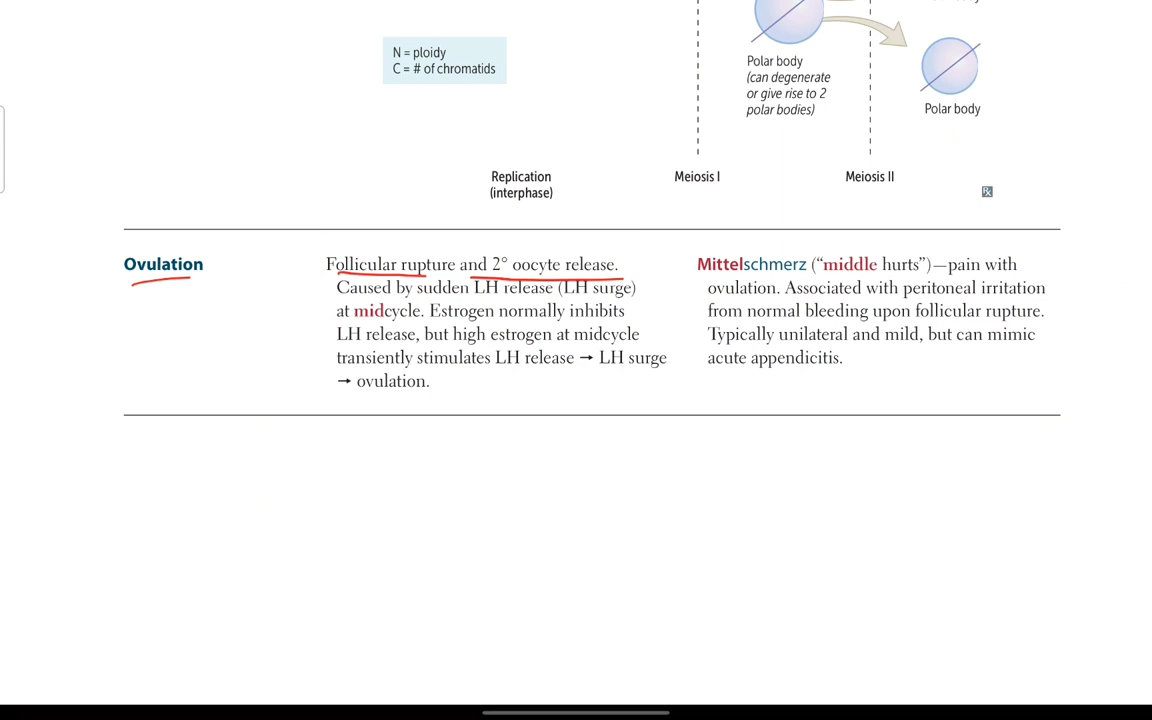 N = ploidy
C = # of chromatids
Polar body
(can degenerate
or give rise to 2
polar bodies)
Polar body
Replication
(interphase)
Meiosis I
Meiosis II
Rx
Ovulation
Follicular rupture and 2° oocyte release.
Caused by sudden LH release (LH surge)
at midcycle. Estrogen normally inhibits
LH release, but high estrogen at midcycle
transiently stimulates LH release → LH surge
→ ovulation.
Mittelschmerz (“middle hurts”)—pain with
ovulation. Associated with peritoneal irritation
from normal bleeding upon follicular rupture.
Typically unilateral and mild, but can mimic
acute appendicitis.